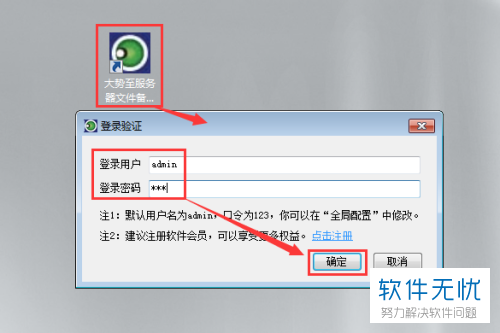 大势至服务
器文件备...
登录验证
登录用户 admin
登录密码 ***
注1：默认用户名为admin，口令为123，你可以在“全局配置”中修改。
注2：建议注册软件会员，可以享受更多权益。 点击注册
确定 取消
软件无忧
努力解决软件问题